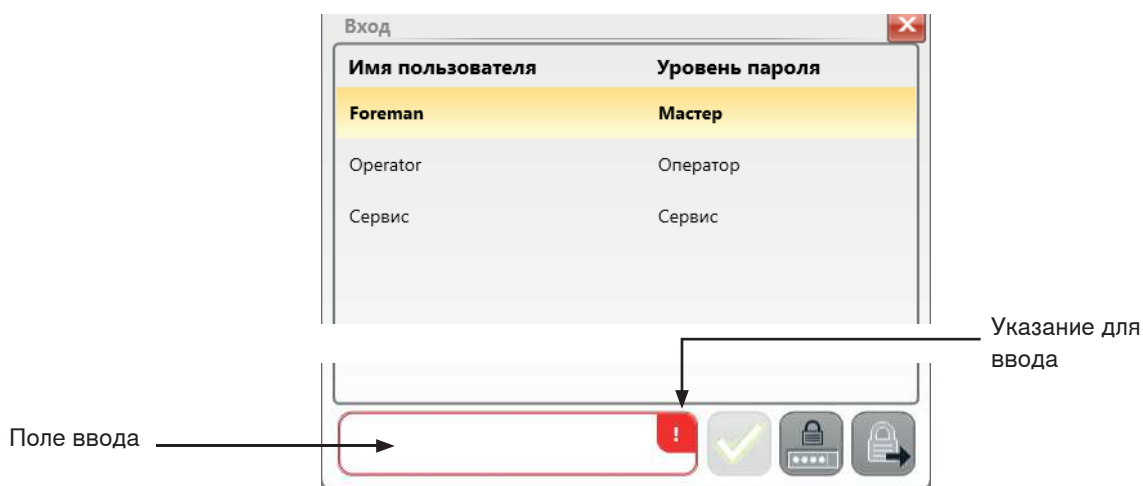 Вход
Имя пользователя Уровень пароля
Foreman Мастер
Operator Оператор
Сервис Сервис
Указание для
ввода
Поле ввода
!